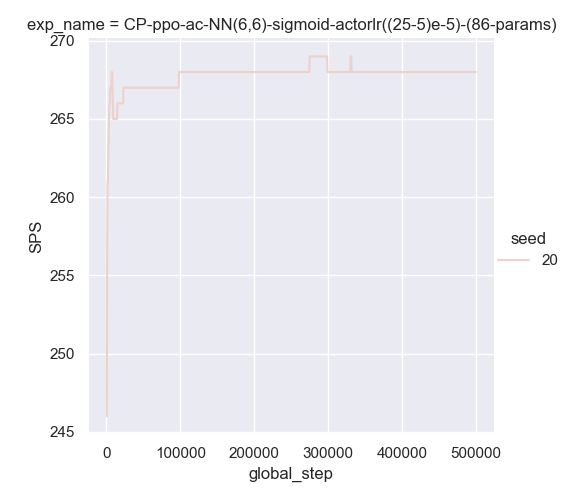 exp_name = CP-ppo-ac-NN(6,6)-sigmoid-actorlr((25-5)e-5)-(86-params)
270
265
260
255
250
245
SPS
0 100000 200000 300000 400000 500000
global_step
seed
20